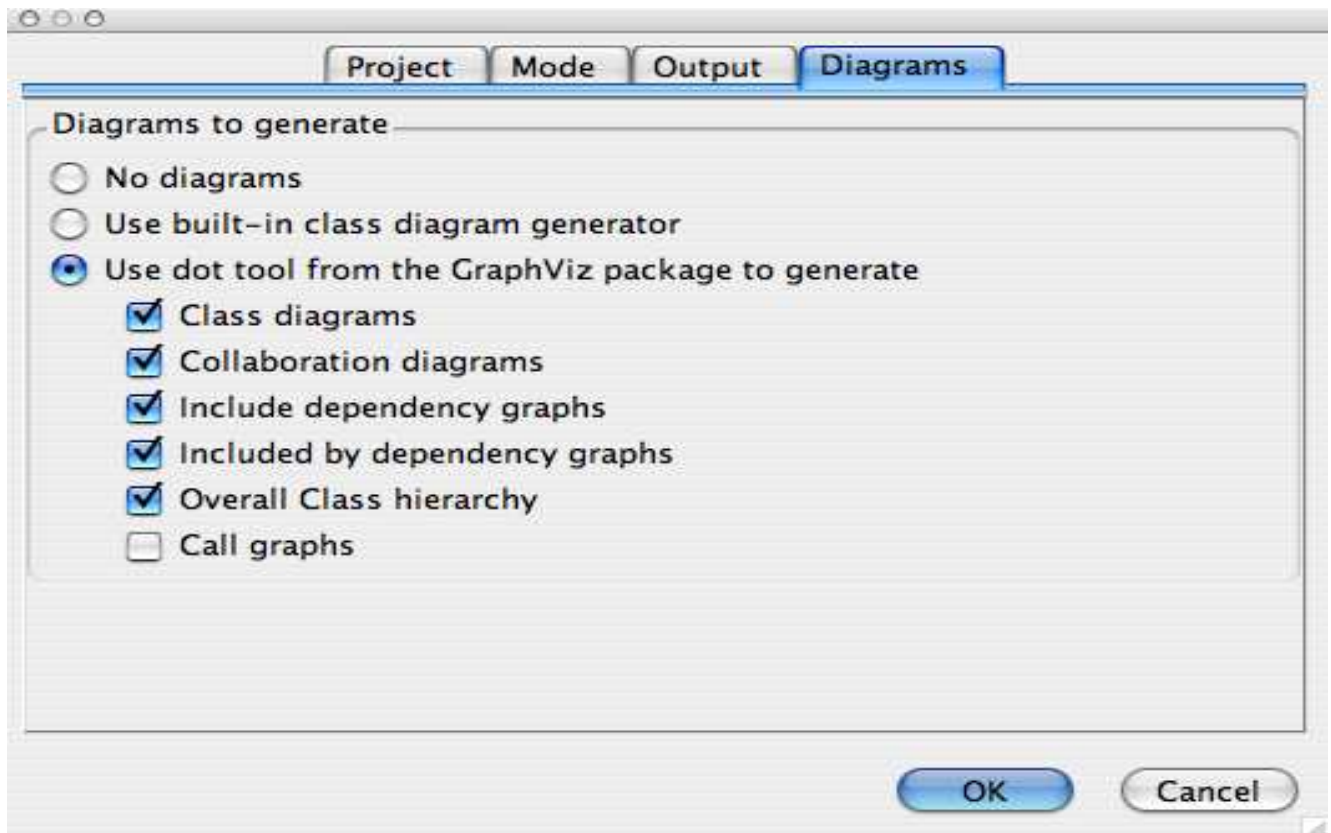 Project Mode Output Diagrams
Diagrams to generate
No diagrams
Use built-in class diagram generator
Use dot tool from the GraphViz package to generate
Class diagrams
Collaboration diagrams
Include dependency graphs
Included by dependency graphs
Overall Class hierarchy
Call graphs
OK Cancel